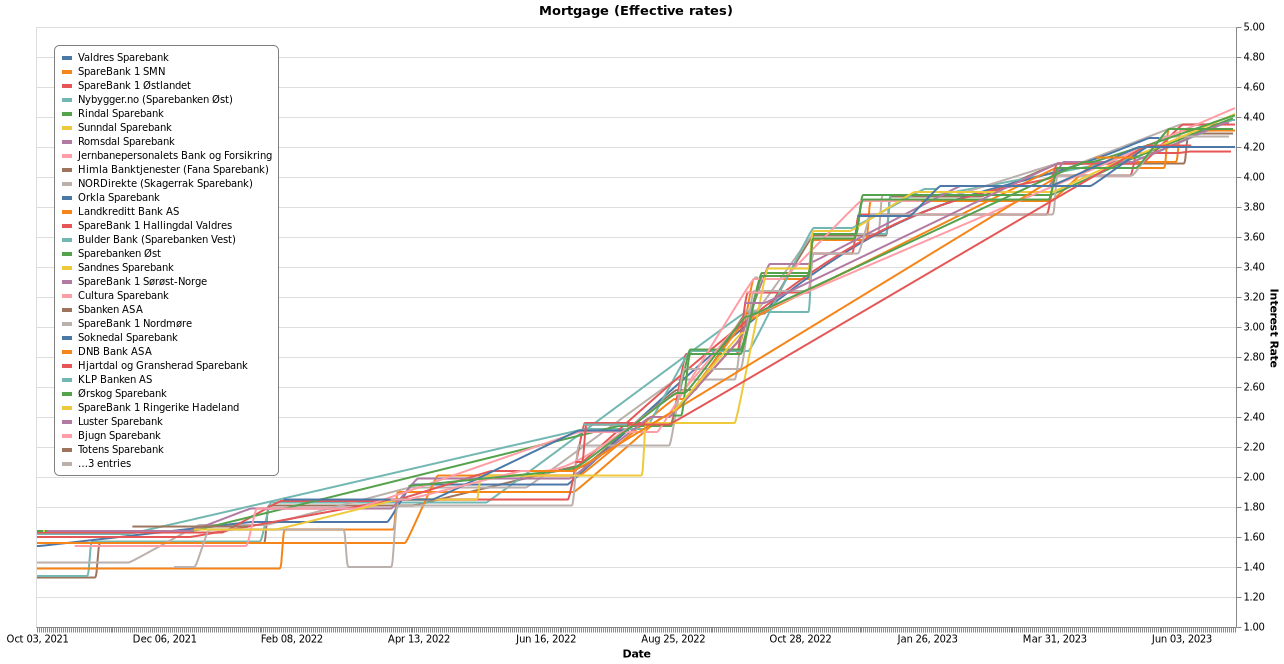 Mortgage (Effective rates)
Valdres Sparebank
SpareBank 1 SMN
SpareBank 1 Østlandet
Nybygger.no (Sparebanken Øst)
Rindal Sparebank
Sunndal Sparebank
Romsdal Sparebank
Jernbanepersonalets Bank og Forsikring
Himla Banktjenester (Fana Sparebank)
NORDirekte (Skagerrak Sparebank)
Orkla Sparebank
Landkreditt Bank AS
SpareBank 1 Hallingdal Valdres
Bulder Bank (Sparebanken Vest)
Sparebanken Øst
Sandnes Sparebank
SpareBank 1 Sørøst-Norge
Cultura Sparebank
Sbanken ASA
SpareBank 1 Nordmøre
Soknedal Sparebank
DNB Bank ASA
Hjartdal og Gransherad Sparebank
KLP Banken AS
Ørskog Sparebank
SpareBank 1 Ringerike Hadeland
Luster Sparebank
Bjugn Sparebank
Totens Sparebank
...3 entries
5.00
4.80
4.60
4.40
4.20
4.00
3.80
3.60
3.40
3.20
3.00
2.80
2.60
2.40
2.20
2.00
1.80
1.60
1.40
1.20
1.00
Interest Rate
Oct 03, 2021 Dec 06, 2021 Feb 08, 2022 Apr 13, 2022 Jun 16, 2022 Aug 25, 2022 Oct 28, 2022 Jan 26, 2023 Mar 31, 2023 Jun 03, 2023
Date